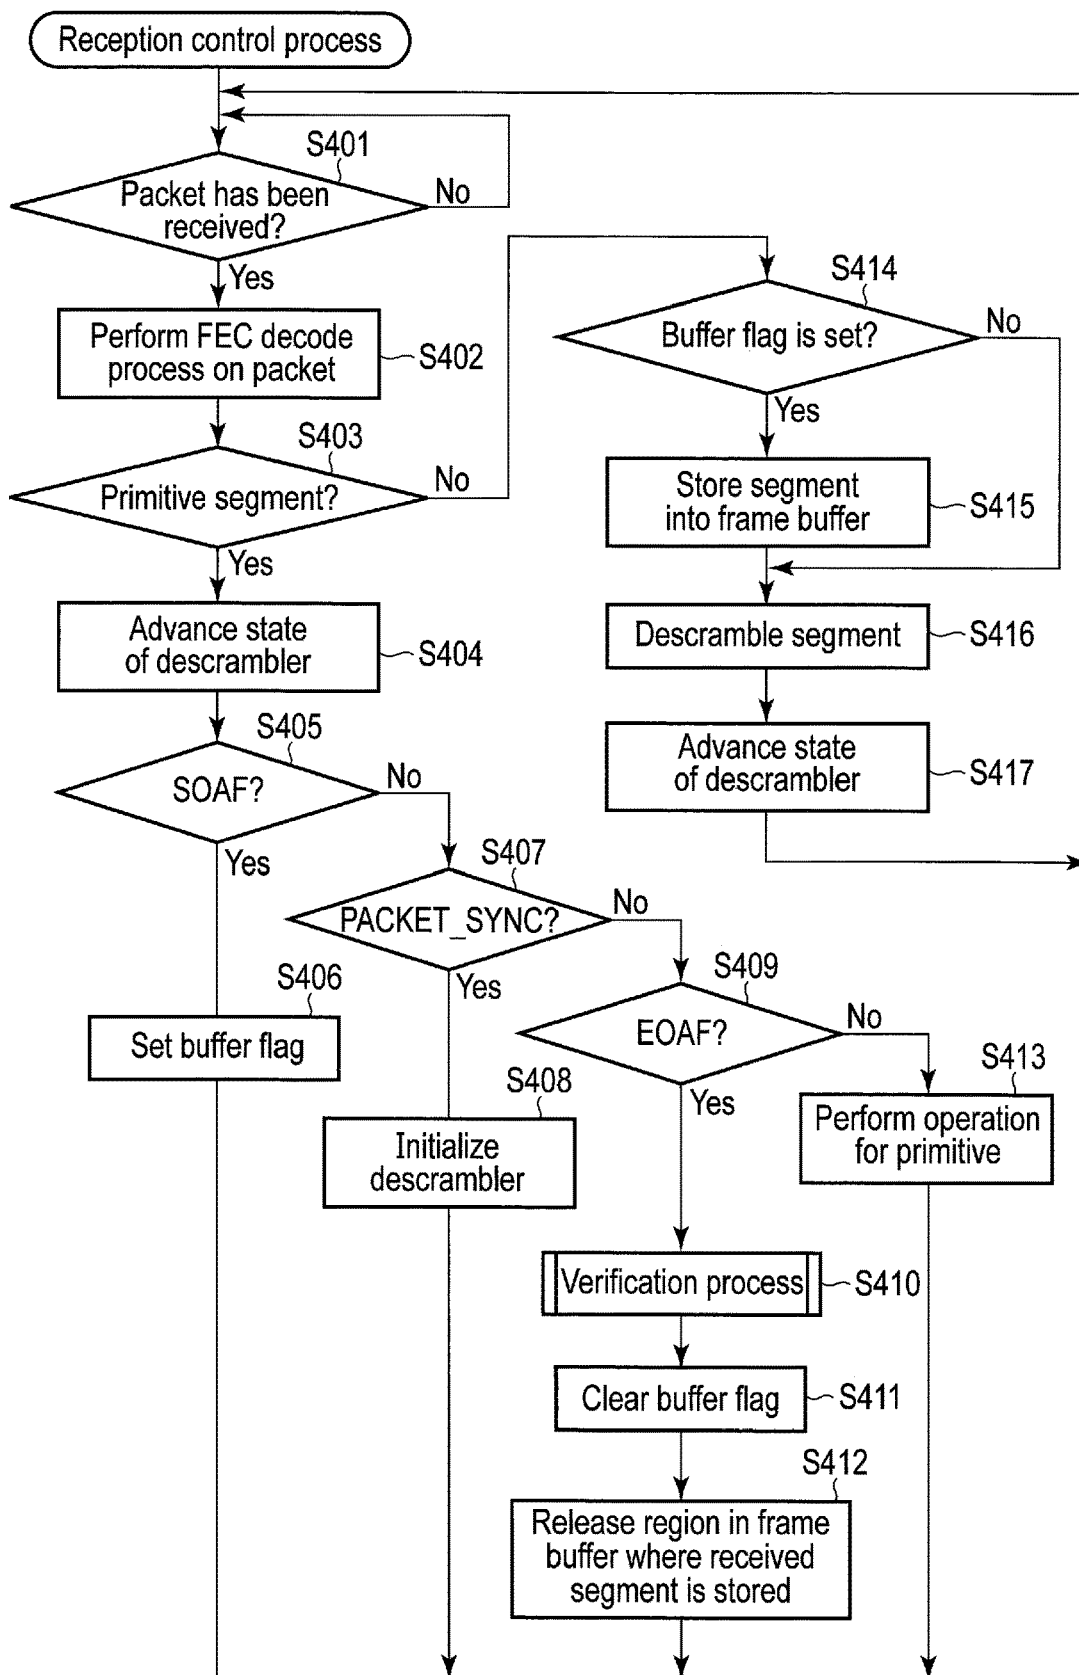 Reception control process
S401
Packet has been
received?
No
Yes
Perform FEC decode
process on packet
S402
S403
Primitive segment?
No
Yes
Advance state
of descrambler
S404
S405
SOAF?
No
Yes
S406
Set buffer flag
S407
PACKET_SYNC?
No
Yes
S408
Initialize
descrambler
S409
EOAF?
No
Yes
S413
Perform operation
for primitive
Verification process
S410
Clear buffer flag
S411
S412
Release region in frame
buffer where received
segment is stored
S414
Buffer flag is set?
No
Yes
Store segment
into frame buffer
S415
Descramble segment
S416
Advance state
of descrambler
S417